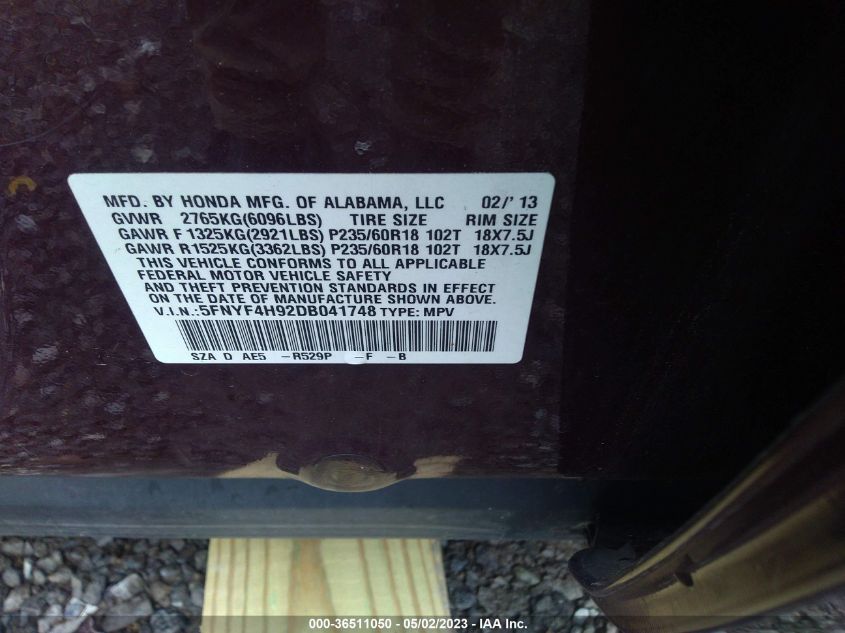 MFD. BY HONDA MFG. OF ALABAMA, LLC 02/' 13
GVWR 2765KG(6096LBS) TIRE SIZE RIM SIZE
GAWR F 1325KG(2921LBS) P235/60R18 102T 18X7.5J
GAWR R1525KG(3362LBS) P235/60R18 102T 18X7.5J
THIS VEHICLE CONFORMS TO ALL APPLICABLE
FEDERAL MOTOR VEHICLE SAFETY
AND THEFT PREVENTION STANDARDS IN EFFECT
ON THE DATE OF MANUFACTURE SHOWN ABOVE.
V.I.N.:5FNYF4H92DB041748 TYPE: MPV
SZA D AE5 -R529P -F -B
000-36511050 - 05/02/2023 - IAA Inc.